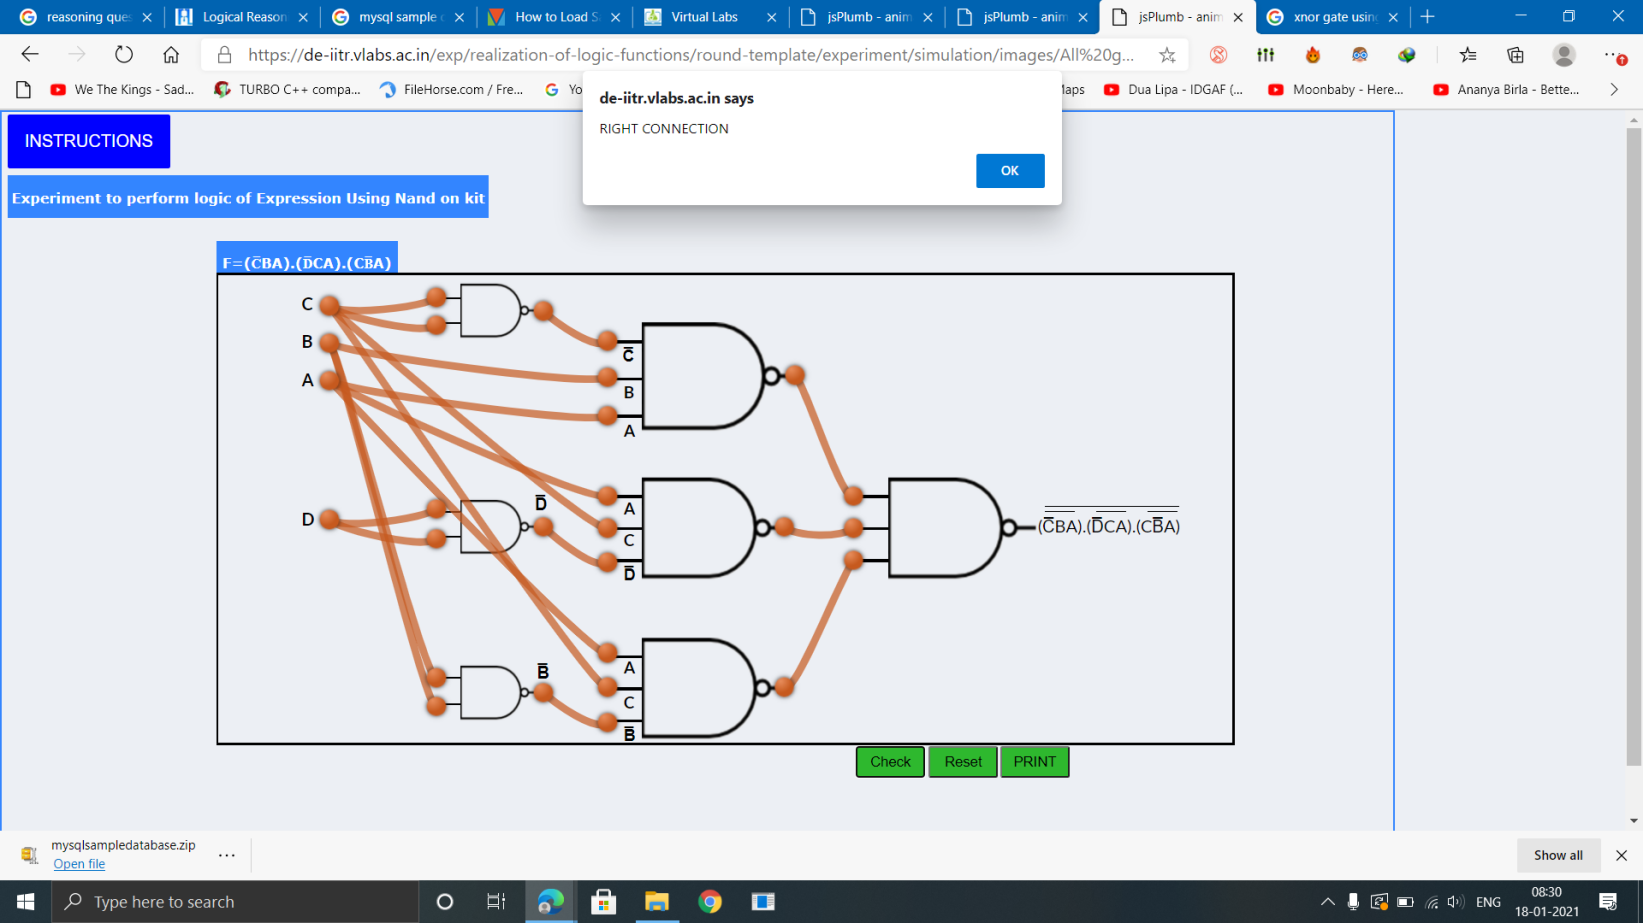 reasoning ques
Logical Reason
mysql sample
How to Load S
Virtual Labs
jsPlumb - anim
jsPlumb - anim
jsPlumb - anim
xnor gate using
https://de-iitr.vlabs.ac.in/exp/realization-of-logic-functions/round-template/experiment/simulation/images/All%20g...
We The Kings - Sad...
TURBO C++ compa...
FileHorse.com / Fre...
Yo
Maps
Dua Lipa - IDGAF (...
Moonbaby - Here...
Ananya Birla - Bette...
de-iitr.vlabs.ac.in says
RIGHT CONNECTION
OK
INSTRUCTIONS
Experiment to perform logic of Expression Using Nand on kit
F=(C̅BA).(D̅CA).(CB̅A)
C
B
A
C̅
B
A
D
D̅
A
C
D̅
(C̅BA).(D̅CA).(CB̅A)
B̅
A
C
B̅
Check
Reset
PRINT
mysqlsampledatabase.zip
Open file
Show all
Type here to search
ENG
08:30
18-01-2021